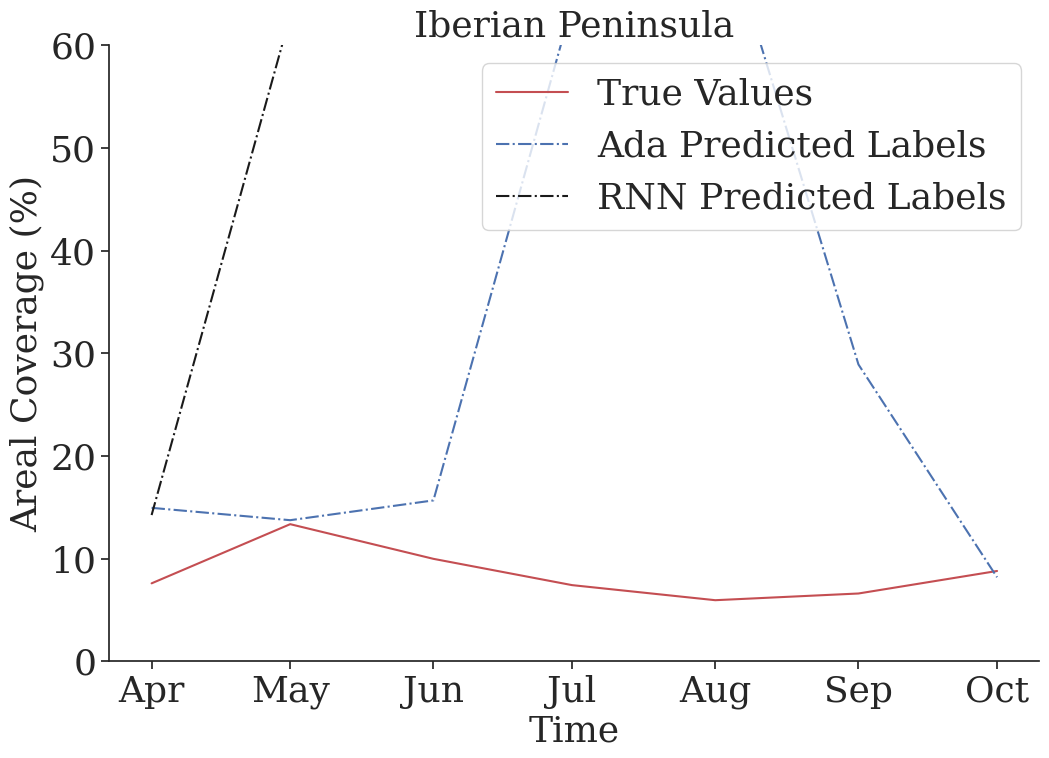 Iberian Peninsula
60
50
40
30
20
10
0
Areal Coverage (%)
True Values
Ada Predicted Labels
RNN Predicted Labels
Apr May Jun Jul Aug Sep Oct
Time